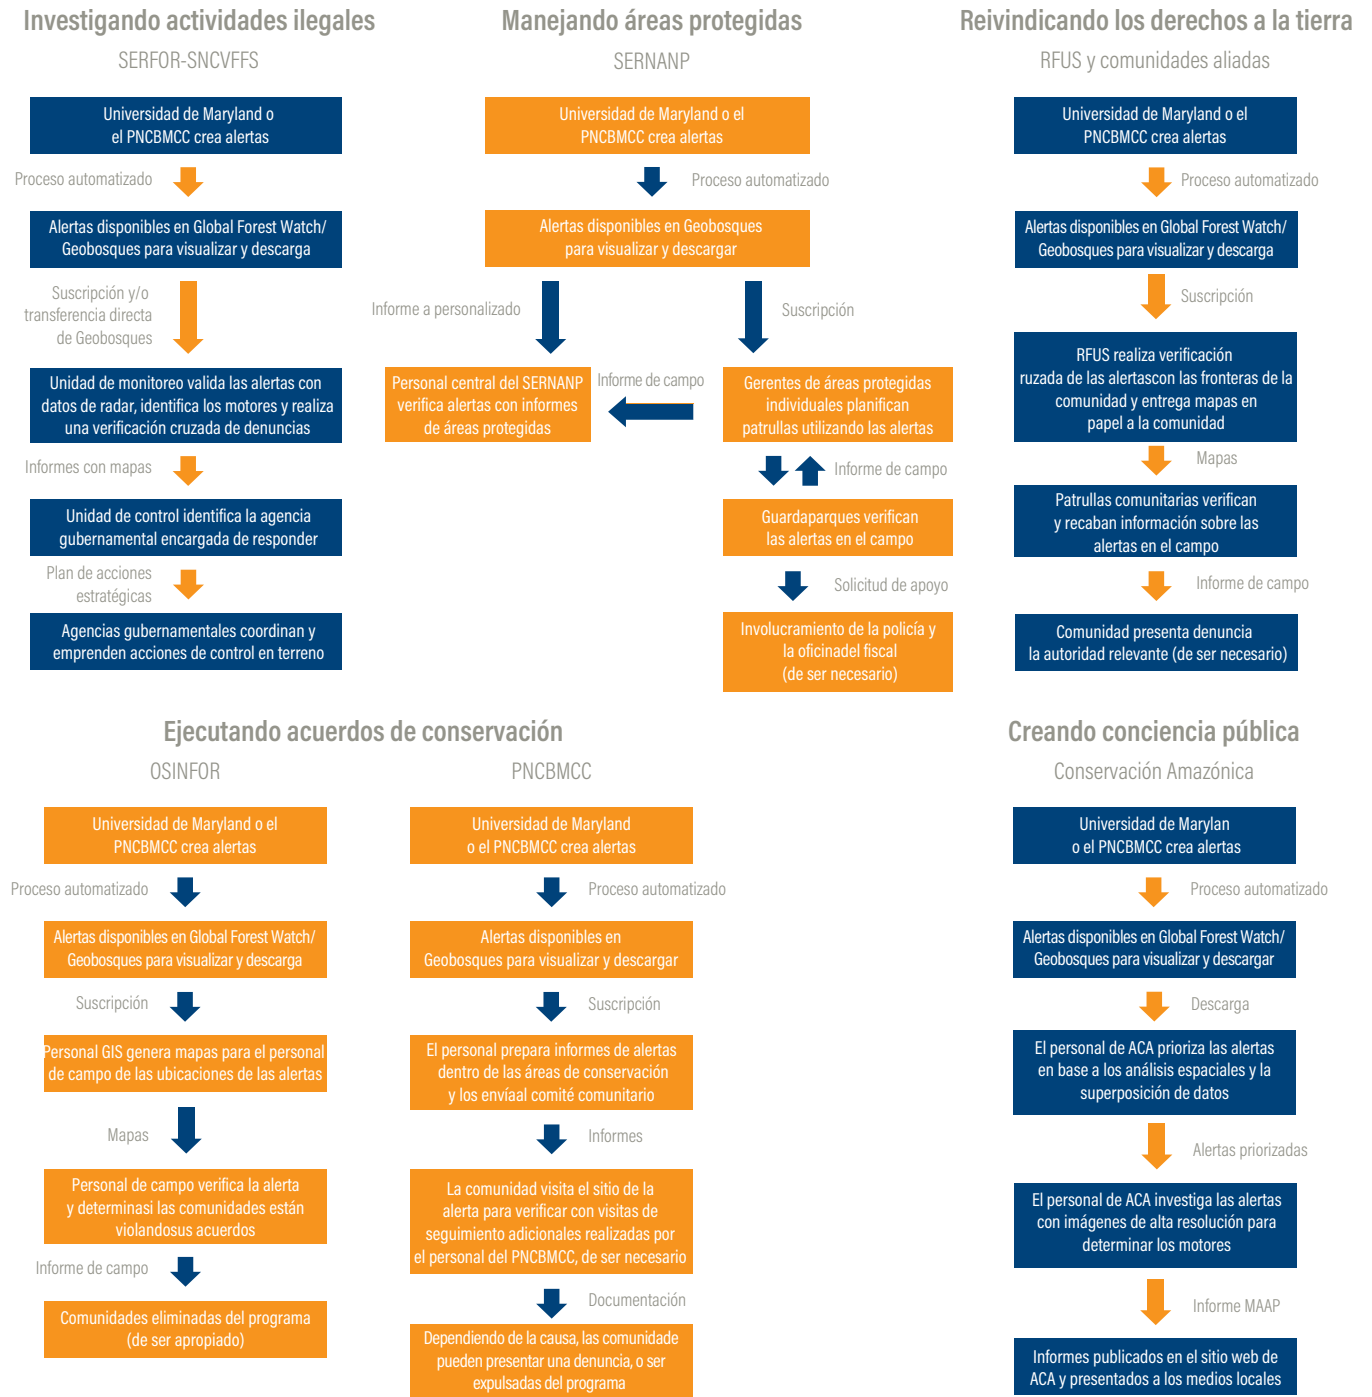 Investigando actividades ilegales
SERFOR-SNCVFFS
Universidad de Maryland o
el PNCBMCC crea alertas
Proceso automatizado
Alertas disponibles en Global Forest Watch/
Geobosques para visualizar y descarga
Suscripción y/o
transferencia directa
de Geobosques
Unidad de monitoreo valida las alertas con
datos de radar, identifica los motores y realiza
una verificación cruzada de denuncias
Informes con mapas
Unidad de control identifica la agencia
gubernamental encargada de responder
Plan de acciones
estratégicas
Agencias gubernamentales coordinan y
emprenden acciones de control en terreno
Manejando áreas protegidas
SERNANP
Universidad de Maryland o el
PNCBMCC crea alertas
Proceso automatizado
Alertas disponibles en Geobosques
para visualizar y descargar
Informe a personalizado
Suscripción
Personal central del SERNANP
verifica alertas con informes
de áreas protegidas
Informe de campo
Gerentes de áreas protegidas
individuales planifican
patrullas utilizando las alertas
Informe de campo
Guardaparques verifican
las alertas en el campo
Solicitud de apoyo
Involucramiento de la policía y
la oficinadel fiscal
(de ser necesario)
Reivindicando los derechos a la tierra
RFUS y comunidades aliadas
Universidad de Maryland o el
PNCBMCC crea alertas
Proceso automatizado
Alertas disponibles en Global Forest Watch/
Geobosques para visualizar y descarga
Suscripción
RFUS realiza verificación
ruzada de las alertascon las fronteras de la
comunidad y entrega mapas en
papel a la comunidad
Mapas
Patrullas comunitarias verifican
y recaban información sobre las
alertas en el campo
Informe de campo
Comunidad presenta denuncia
la autoridad relevante (de ser necesario)
Ejecutando acuerdos de conservación
OSINFOR
Universidad de Maryland o el
PNCBMCC crea alertas
Proceso automatizado
Alertas disponibles en Global Forest Watch/
Geobosques para visualizar y descarga
Suscripción
Personal GIS genera mapas para el personal
de campo de las ubicaciones de las alertas
Mapas
Personal de campo verifica la alerta
y determinasi las comunidades están
violandosus acuerdos
Informe de campo
Comunidades eliminadas del programa
(de ser apropiado)
PNCBMCC
Universidad de Maryland
o el PNCBMCC crea alertas
Proceso automatizado
Alertas disponibles en
Geobosques para visualizar y descargar
Suscripción
El personal prepara informes de alertas
dentro de las áreas de conservación
y los envíaal comité comunitario
Informes
La comunidad visita el sitio de la
alerta para verificar con visitas de
seguimiento adicionales realizadas por
el personal del PNCBMCC, de ser necesario
Documentación
Dependiendo de la causa, las comunidade
pueden presentar una denuncia, o ser
expulsadas del programa
Creando conciencia pública
Conservación Amazónica
Universidad de Marylan
o el PNCBMCC crea alertas
Proceso automatizado
Alertas disponibles en Global Forest Watch/
Geobosques para visualizar y descargar
Descarga
El personal de ACA prioriza las alertas
en base a los análisis espaciales y la
superposición de datos
Alertas priorizadas
El personal de ACA investiga las alertas
con imágenes de alta resolución para
determinar los motores
Informe MAAP
Informes publicados en el sitio web de
ACA y presentados a los medios locales